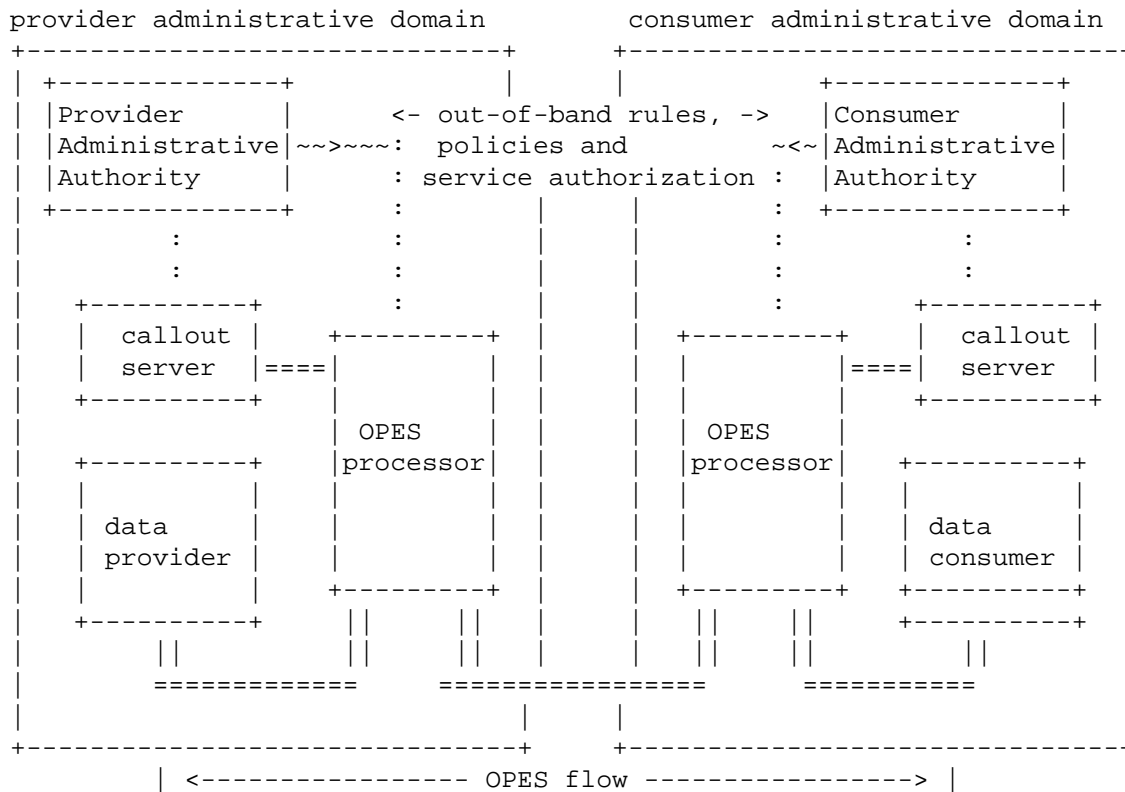 provider administrative domain
consumer administrative domain
Provider
Administrative
Authority
<- out-of-band rules, ->
policies and
service authorization
Consumer
Administrative
Authority
callout
server
OPES
processor
OPES
processor
callout
server
data
provider
data
consumer
<----------------- OPES flow ----------------->